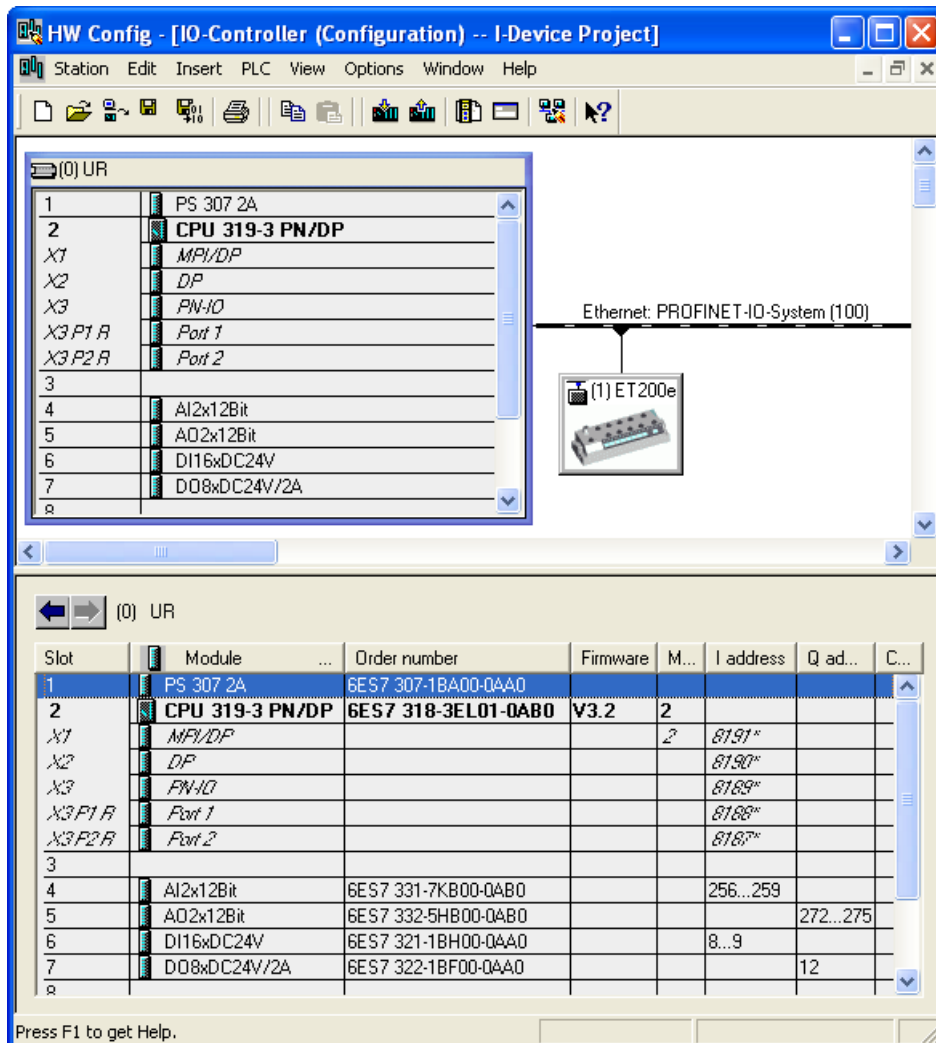 HW Config - [IO-Controller (Configuration) -- I-Device Project]
Station Edit Insert PLC View Options Window Help
(0) UR
1 PS 307 2A
2 CPU 319-3 PN/DP
X1 MPI/DP
X2 DP
X3 PN-IO
X3 P1 R Port 1
X3 P2 R Port 2
3
4 AI2x12Bit
5 AO2x12Bit
6 DI16xDC24V
7 DO8xDC24V/2A
8
Ethernet: PROFINET-IO-System (100)
(1) ET200e
(0) UR
Slot Module ... Order number Firmware M... I address Q ad... C...
1 PS 307 2A 6ES7 307-1BA00-0AA0
2 CPU 319-3 PN/DP 6ES7 318-3EL01-0AB0 V3.2 2
X1 MPI/DP 2 8191*
X2 DP 8190*
X3 PN-IO 8189*
X3 P1 R Port 1 8188*
X3 P2 R Port 2 8187*
3
4 AI2x12Bit 6ES7 331-7KB00-0AB0 256...259
5 AO2x12Bit 6ES7 332-5HB00-0AB0 272...275
6 DI16xDC24V 6ES7 321-1BH00-0AA0 8...9
7 DO8xDC24V/2A 6ES7 322-1BF00-0AA0 12
8
Press F1 to get Help.